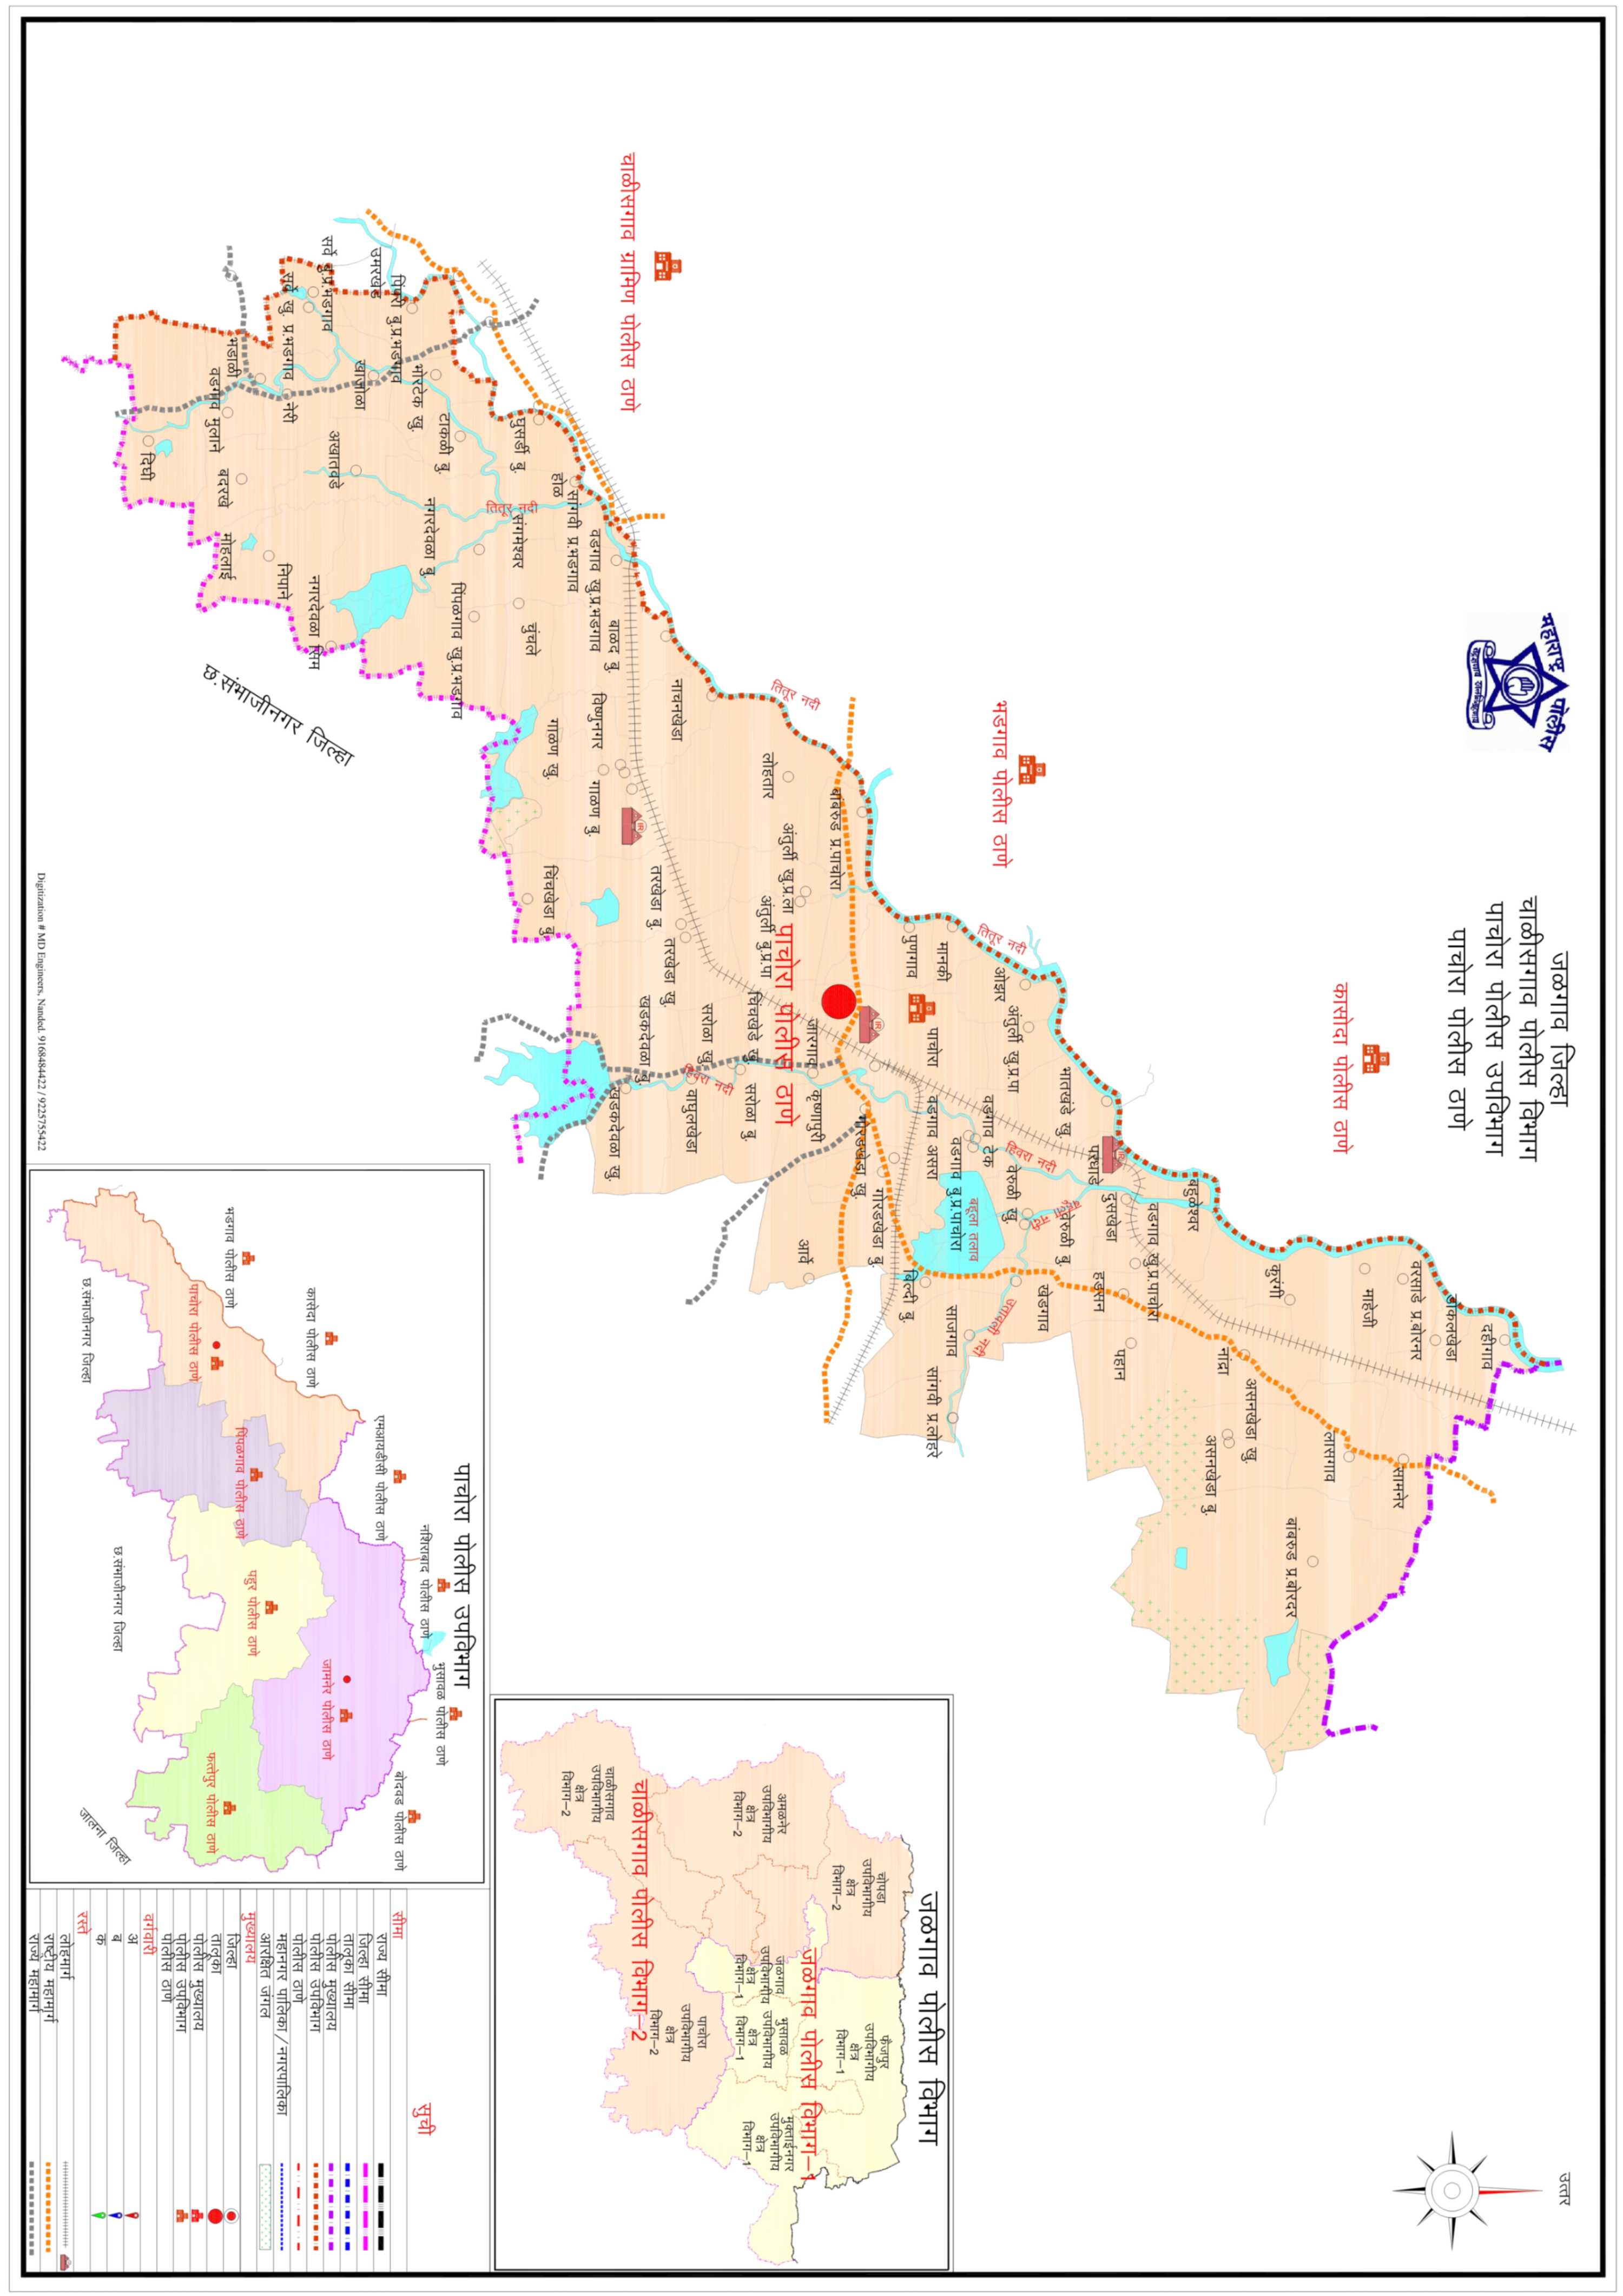 महाराष्ट्र पोलीस
जळगाव जिल्हा
चाळीसगाव पोलीस विभाग
पाचोरा पोलीस उपविभाग
पाचोरा पोलीस ठाणे
उत्तर
दहीगाव
डोकलखेडा
वरसाडे प्र.बोरनर
सामनेर
माहेजी
कासोदा पोलीस ठाणे
लासगाव
बांबरुड प्र.बोरदर
कुरंगी
असनखेडा खु.
नांद्रा
असनखेडा बु.
बहुळेश्वर
वडगाव खु.प्र.पाचोरा
पहान
दुसखेडा
हडसन
परधाडे
भातखंडे खु.
बहूला नदी
वेरुळी बु.
खेडगाव
हिवरा नदी
तितूर नदी
अंतुर्ली खु.प्र.पा
वेरुळी खु.
उतावली नदी
ओझर
भडगाव पोलीस ठाणे
वडगाव टेक
बहूला तलाव
वडगाव बु.प्र.पाचोरा
साजगाव
मानकी
पाचोरा
वडगाव असरा
सांगवी प्र.लोहरे
पुणगाव
बिल्दी बु.
गोरडखेडा बु.
गोरडखेडा खु.
बांबरुड प्र.पाचोरा
जारगाव
कृष्णापुरी
आर्वे
तितूर नदी
अंतुर्ली खु.प्र.ला
पाचोरा पोलीस ठाणे
लोहतार
अंतुर्ली बु.प्र.पा
चिंचखेडे खु.
सरोळा बु.
सरोळा खु.
वाघुलखेडा
नाचनखेडा
तरखेडा खु.
तरखेडा बु.
खडकदेवळा बु.
चाळीसगाव ग्रामिण पोलीस ठाणे
बाळद बु.
खडकदेवळा खु.
वडगाव खु.प्र.भडगाव
विष्णुनगर
गाळण बु.
सांगवी प्र.भडगाव
होळ
गाळण खु.
चिंचखेडा बु.
चुंचले
घुसर्डी बु.
तितूर नदी
संगमेश्वर
पिंपळगाव खु.प्र.भडगाव
टाकळी बु.
नगरदेवळा बु.
भोरटेक खु.
पिंपरी बु.प्र.भडगाव
उमरखेड
खाजोळा
अखातवडे
सर्वे बु.प्र.भडगाव
नगरदेवळा सिम
सर्वे खु. प्र.भडगाव
नेरी
निपाने
छ.संभाजीनगर जिल्हा
भडाळी
वडगाव मुलाने
बदरखे
मोहलाई
दिघी
Digitization # MD Engineers, Nanded. 9168484422 / 9225755422
जळगाव पोलीस विभाग
चोपडा
उपविभागीय
क्षेत्र
विभाग-2
फैजपुर
उपविभागीय
क्षेत्र
विभाग-1
जळगाव पोलीस विभाग-1
अमळनेर
उपविभागीय
क्षेत्र
विभाग-2
जळगाव
उपविभागीय
क्षेत्र
विभाग-1
भुसावळ
उपविभागीय
क्षेत्र
विभाग-1
मुक्ताईनगर
उपविभागीय
क्षेत्र
विभाग-1
पाचोरा
उपविभागीय
क्षेत्र
विभाग-2
चाळीसगाव पोलीस विभाग-2
चाळीसगाव
उपविभागीय
क्षेत्र
विभाग-2
पाचोरा पोलीस उपविभाग
भुसावळ पोलीस ठाणे
नशिराबाद पोलीस ठाणे
बोदवड पोलीस ठाणे
एमआयडीसी पोलीस ठाणे
जामनेर पोलीस ठाणे
कासेदा पोलीस ठाणे
पहुर पोलीस ठाणे
पिंपळगाव पोलीस ठाणे
भडगाव पोलीस ठाणे
फत्तेपुर पोलीस ठाणे
पाचोरा पोलीस ठाणे
छ.संभाजीनगर जिल्हा
छ.संभाजीनगर जिल्हा
जालना जिल्हा
सुची
सीमा
राज्य सीमा
जिल्हा सीमा
तालूका सीमा
पोलीस मुख्यालय
पोलीस उपविभाग
पोलीस ठाणे
महानगर पालिका/नगरपालिका
आरक्षित जंगल
मुख्यालय
जिल्हा
तालूका
पोलीस मुख्यालय
पोलीस उपविभाग
पोलीस ठाणे
वर्गवारी
अ
ब
क
रस्ते
लोहमार्ग
राष्ट्रीय महामार्ग
राज्य महामार्ग